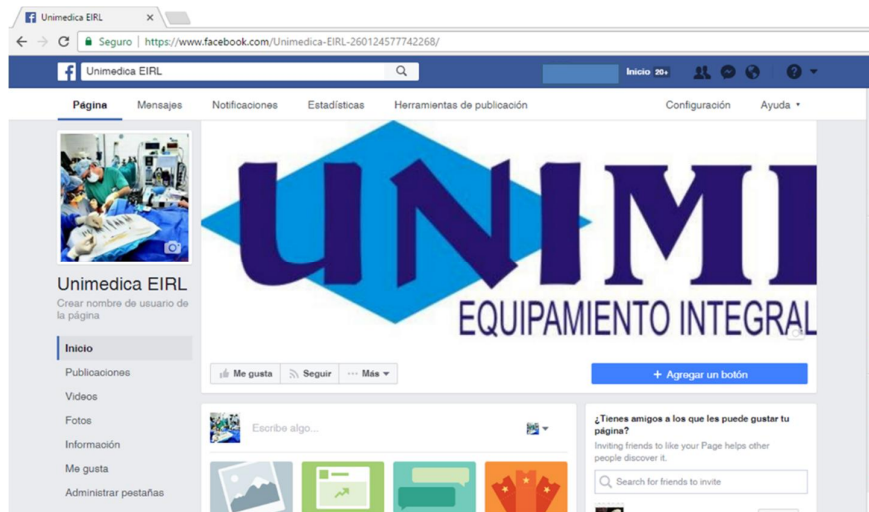 Unimedica EIRL
Seguro | https://www.facebook.com/Unimedica-EIRL-260124577742268/
Unimedica EIRL
Inicio 20+
Página Mensajes Notificaciones Estadísticas Herramientas de publicación Configuración Ayuda
UNIM
EQUIPAMIENTO INTEGRAL
Unimedica EIRL
Crear nombre de usuario de
la página
Inicio
Publicaciones
Videos
Fotos
Información
Me gusta
Administrar pestañas
Me gusta Seguir ··· Más
+ Agregar un botón
Escribe algo...
¿Tienes amigos a los que les puede gustar tu
página?
Inviting friends to like your Page helps other
people discover it.
Search for friends to invite